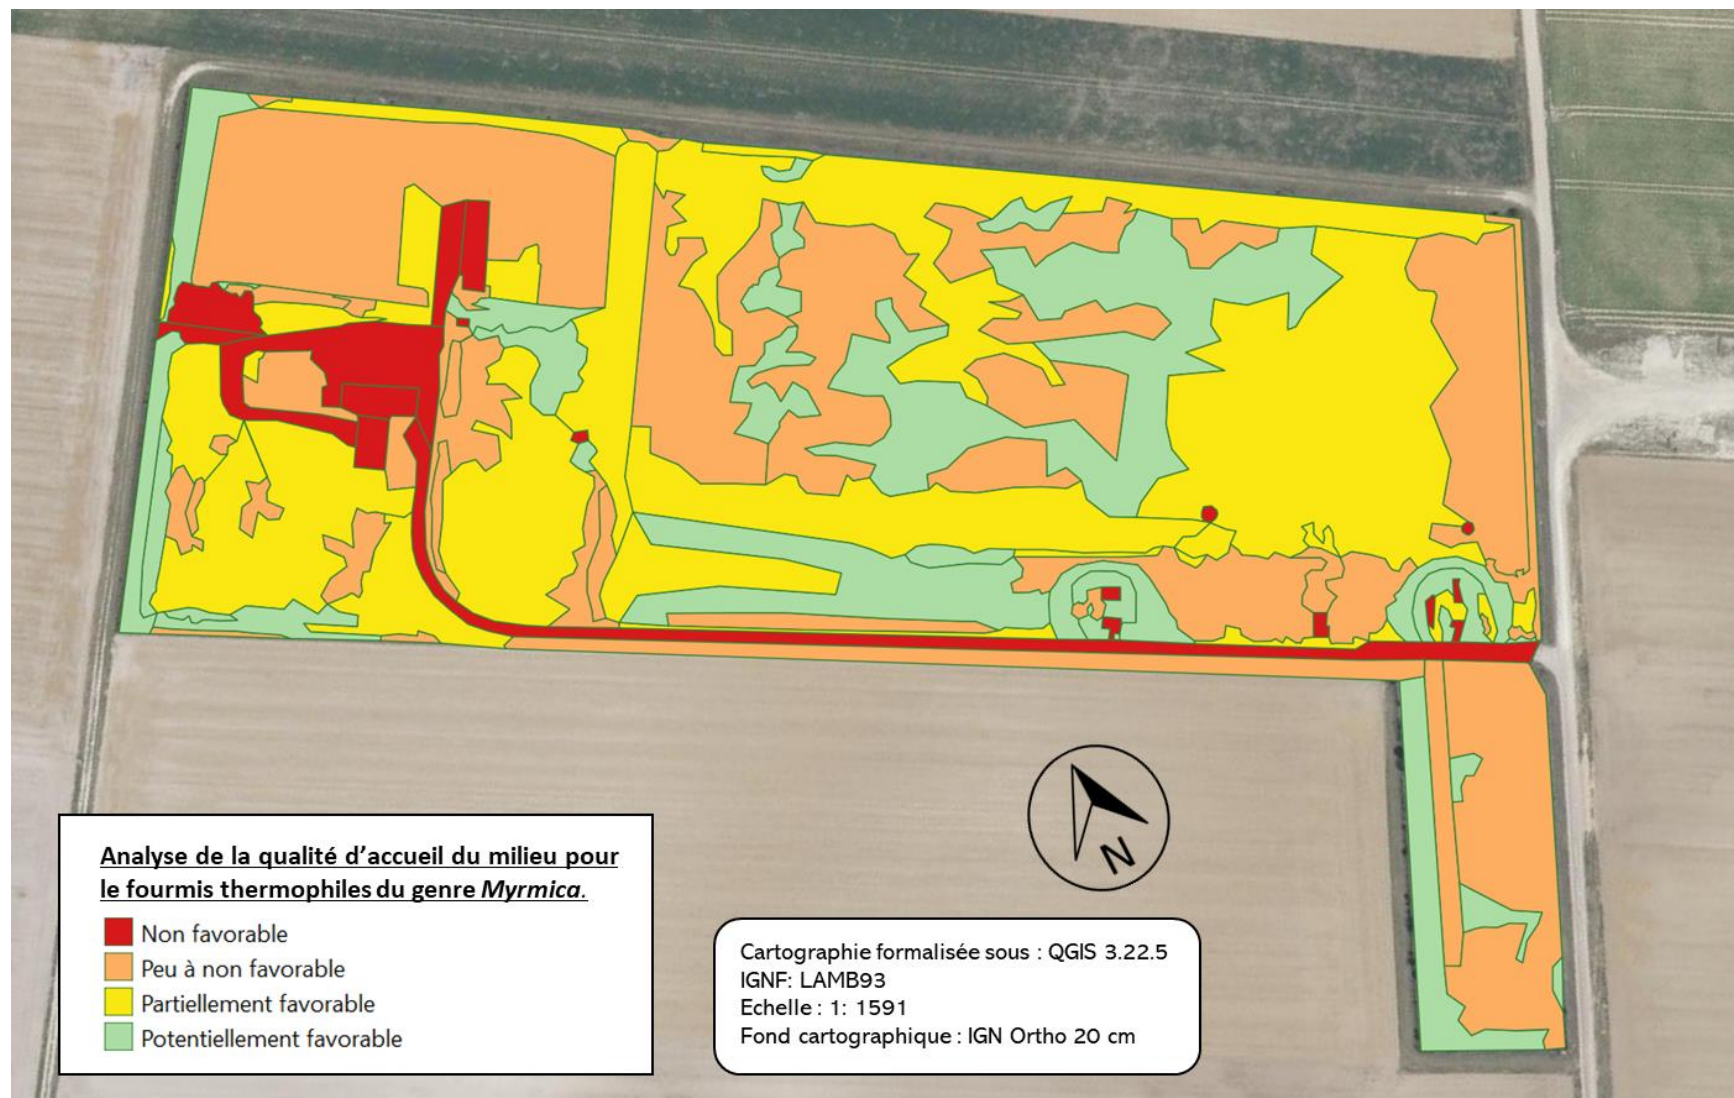 Analyse de la qualité d’accueil du milieu pour
le fourmis thermophiles du genre Myrmica.
Non favorable
Peu à non favorable
Partiellement favorable
Potentiellement favorable
N
Cartographie formalisée sous : QGIS 3.22.5
IGNF: LAMB93
Echelle : 1: 1591
Fond cartographique : IGN Ortho 20 cm